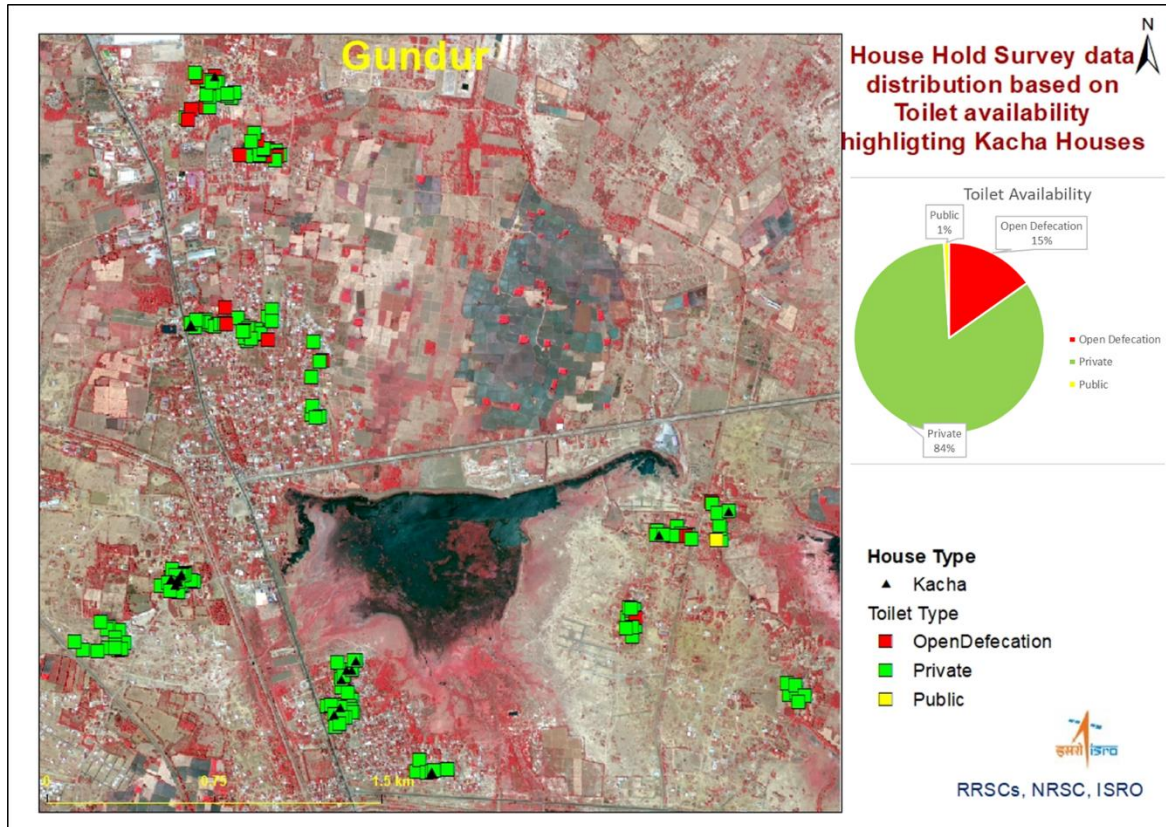 Gundur
N
House Hold Survey data
distribution based on
Toilet availability
highligting Kacha Houses
Toilet Availability
Public
1%
Open Defecation
15%
Open Defecation
Private
Public
Private
84%
House Type
Kacha
Toilet Type
OpenDefecation
Private
Public
इसरो isro
RRSCs, NRSC, ISRO
0 0.75 1.5 km